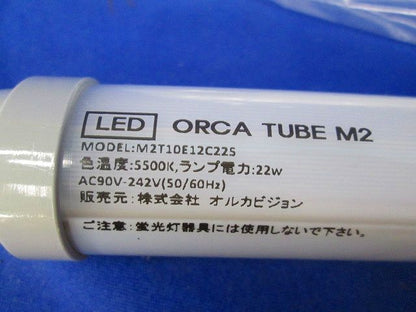 LED ORCA TUBE M2
MODEL:M2T10E12C22S
色温度:5500K,ランプ電力:22w
AC90V-242V(50/60Hz)
販売元:株式会社 オルカビジョン
ご注意:蛍光灯器具には使用しないで下さい。